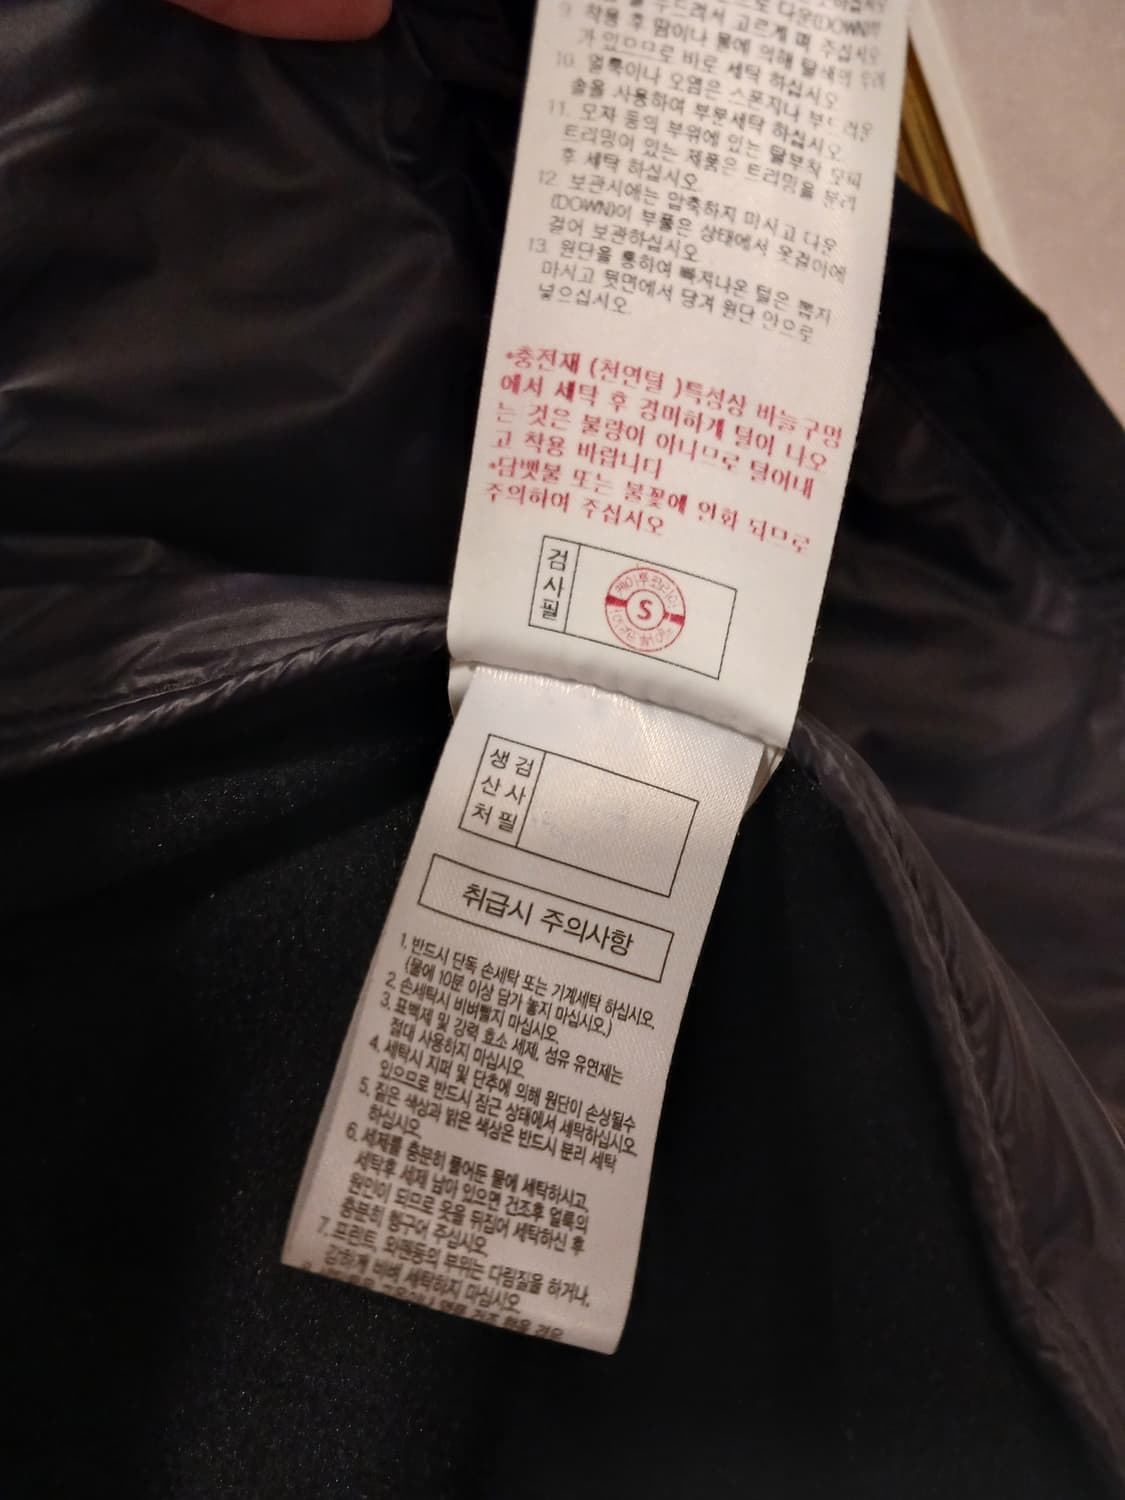 로 다운(DOWN)의
9. 착용 후 땀이나 물에 의해 탈색의 우려
가 있으므로 바로 세탁 하십시오
10. 얼룩이나 오염은 스폰지나 부드러운
솔을 사용하여 부분세탁 하십시오.
11. 모자 등의 부위에 있는 탈부착 모피
트리밍이 있는 제품은 트리밍을 분리
후 세탁 하십시오.
12. 보관시에는 압축하지 마시고 다운
(DOWN)이 부풀은 상태에서 옷걸이에
걸어 보관하십시오
13. 원단을 통하여 빠져나온 털은 뽑지
마시고 뒷면에서 당겨 원단 안으로
넣으십시오.
*충전재 (천연털 )특성상 바늘구멍
에서 세탁 후 경미하게 털이 나오
는 것은 불량이 아니므로 털어내
고 착용 바랍니다
*담뱃불 또는 불꽃에 인화 되므로
주의하여 주십시오
검사필
케이투코리아
S
생산처 검사필
취급시 주의사항
1. 반드시 단독 손세탁 또는 기계세탁 하십시오.
(물에 10분 이상 담가 놓지 마십시오.)
2. 손세탁시 비벼빨지 마십시오.
3. 표백제 및 강력 효소 세제, 섬유 유연제는
절대 사용하지 마십시오
4. 세탁시 지퍼 및 단추에 의해 원단이 손상될수
있으므로 반드시 잠근 상태에서 세탁하십시오.
5. 짙은 색상과 밝은 색상은 반드시 분리 세탁
하십시오.
6. 세제를 충분히 풀어둔 물에 세탁하시고,
세탁후 세제 남아 있으면 건조후 얼룩의
원인이 되므로 옷을 뒤집어 세탁하신 후
충분히 헹구어 주십시오
7. 프린트, 와펜등의 부위는 다림질을 하거나,
강하게 비벼 세탁하지 마십시오
건조 했을 경우